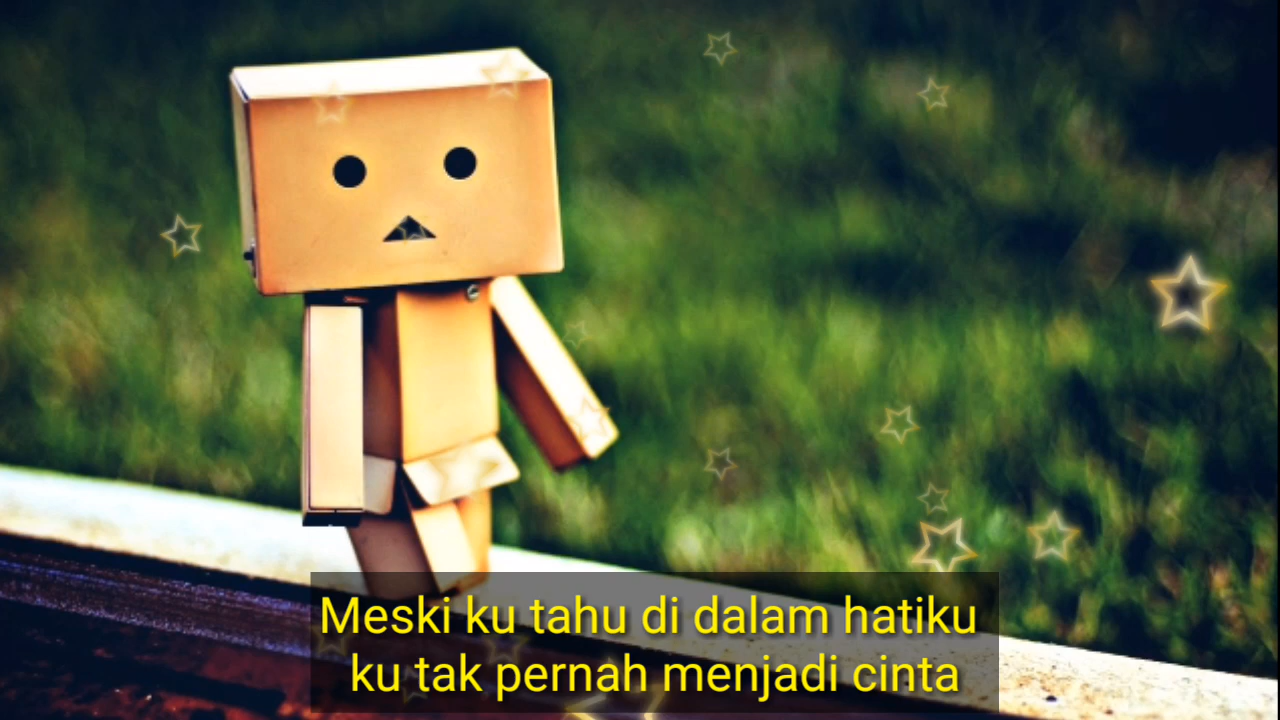 Meski ku tahu di dalam hatiku
ku tak pernah menjadi cinta